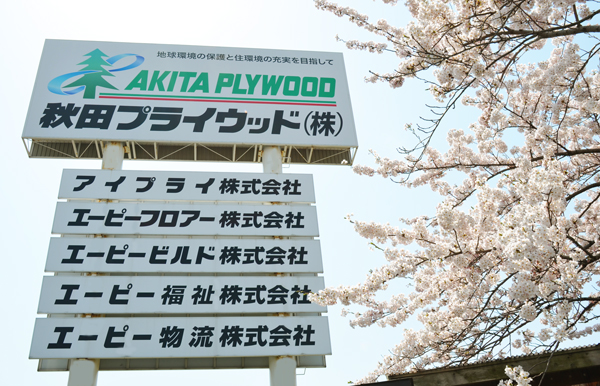 地球環境の保護と住環境の充実を目指して
AKITA PLYWOOD
秋田プライウッド(株)
アイプライ株式会社
エーピーフロアー株式会社
エーピービルド株式会社
エーピー福祉株式会社
エーピー物流株式会社